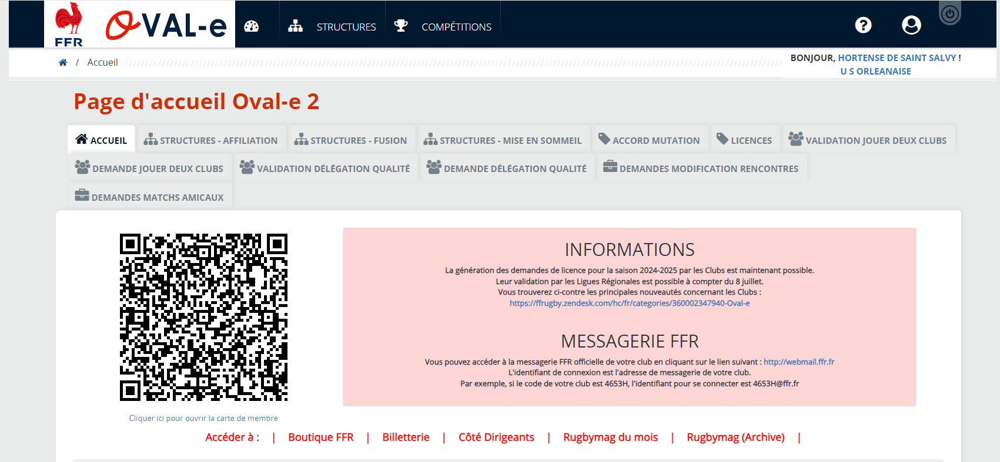 FFR
OVAL-e
STRUCTURES
COMPÉTITIONS
/ Accueil
BONJOUR, HORTENSE DE SAINT SALVY !
U S ORLEANAISE
Page d'accueil Oval-e 2
ACCUEIL
STRUCTURES - AFFILIATION
STRUCTURES - FUSION
STRUCTURES - MISE EN SOMMEIL
ACCORD MUTATION
LICENCES
VALIDATION JOUER DEUX CLUBS
DEMANDE JOUER DEUX CLUBS
VALIDATION DÉLÉGATION QUALITÉ
DEMANDE DÉLÉGATION QUALITÉ
DEMANDES MODIFICATION RENCONTRES
DEMANDES MATCHS AMICAUX
INFORMATIONS
La génération des demandes de licence pour la saison 2024-2025 par les Clubs est maintenant possible.
Leur validation par les Ligues Régionales est possible à compter du 8 juillet.
Vous trouverez ci-contre les principales nouveautés concernant les Clubs :
https://ffrugby.zendesk.com/hc/fr/categories/360002347940-Oval-e
MESSAGERIE FFR
Vous pouvez accéder à la messagerie FFR officielle de votre club en cliquant sur le lien suivant : http://webmail.ffr.fr
L'identifiant de connexion est l'adresse de messagerie de votre club.
Par exemple, si le code de votre club est 4653H, l'identifiant pour se connecter est 4653H@ffr.fr
Cliquer ici pour ouvrir la carte de membre
Accéder à : | Boutique FFR | Billetterie | Côté Dirigeants | Rugbymag du mois | Rugbymag (Archive) |